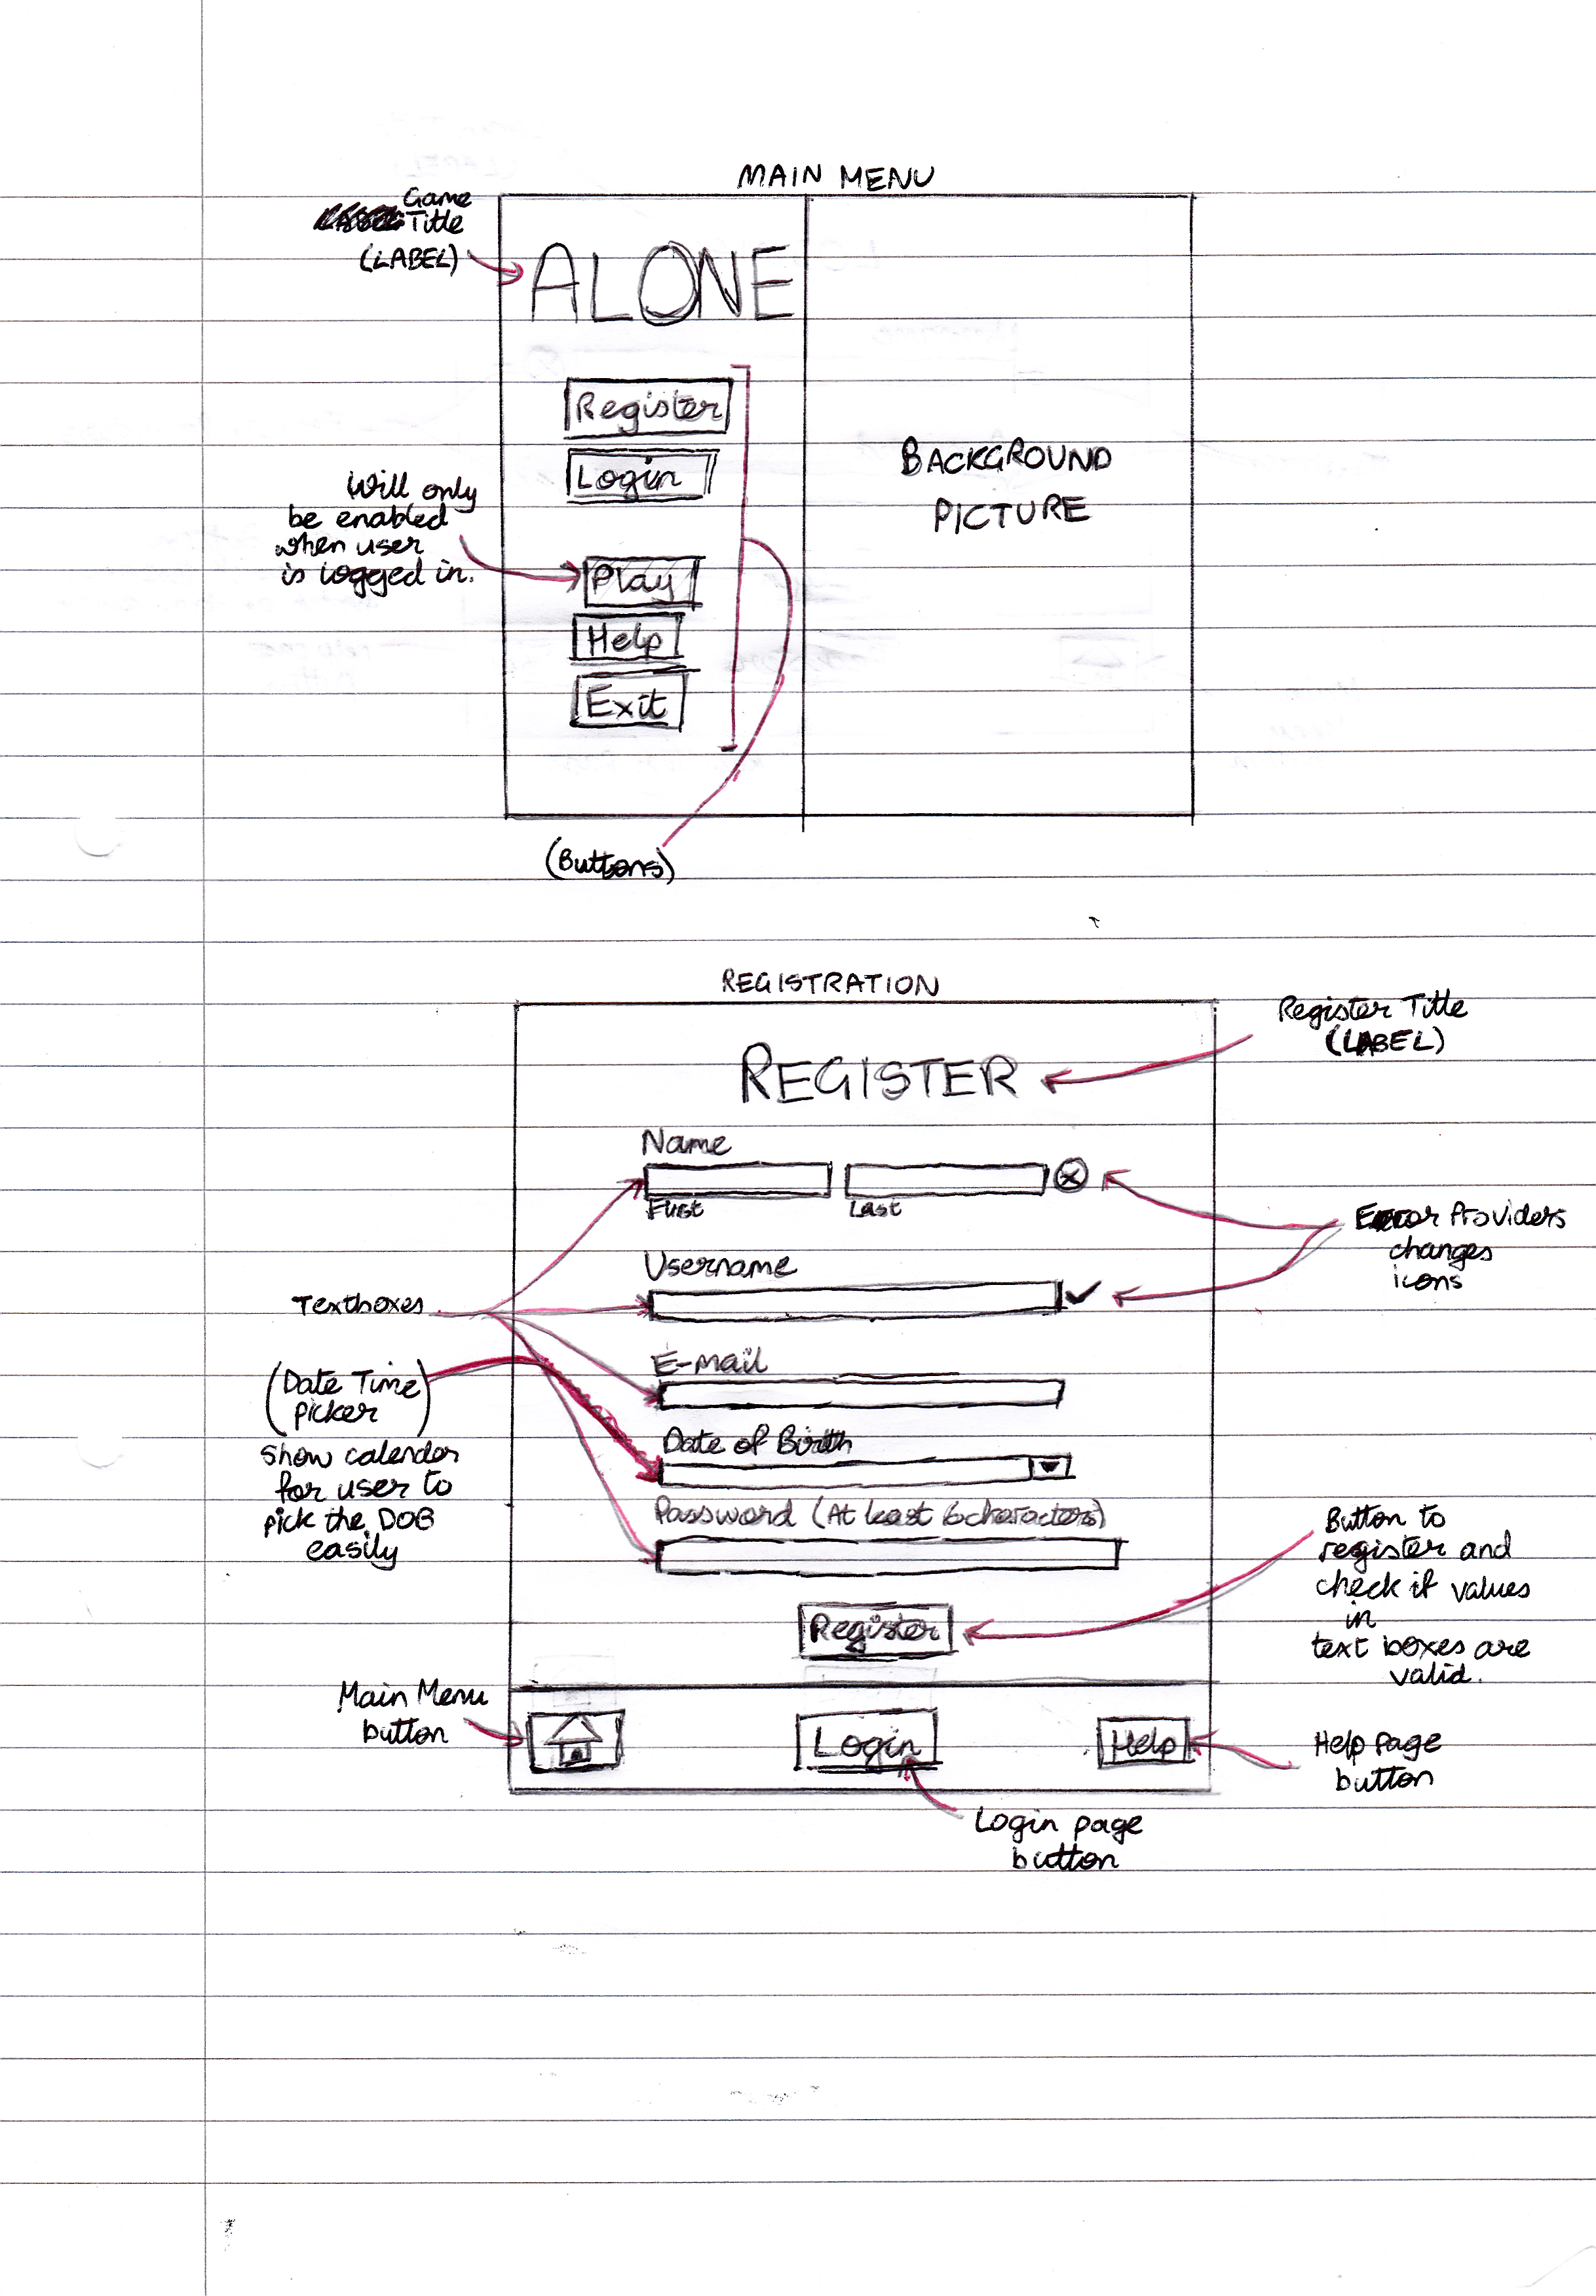 MAIN MENU
Game
Title
(LABEL)
ALONE
Register
Login
Will only
be enabled
when user
is logged in.
Play
Help
Exit
BACKGROUND
PICTURE
(Buttons)
REGISTRATION
Register Title
(LABEL)
REGISTER
Name
First Last
Error Providers
changes
icons
Username
Textboxes
E-mail
(Date Time
picker)
show calender
for user to
pick the DOB
easily
Date of Birth
Password (At least 6 characters)
Button to
register and
check if values
in
text boxes are
valid.
Register
Main Menu
button
Login
Help
Help page
button
Login page
button